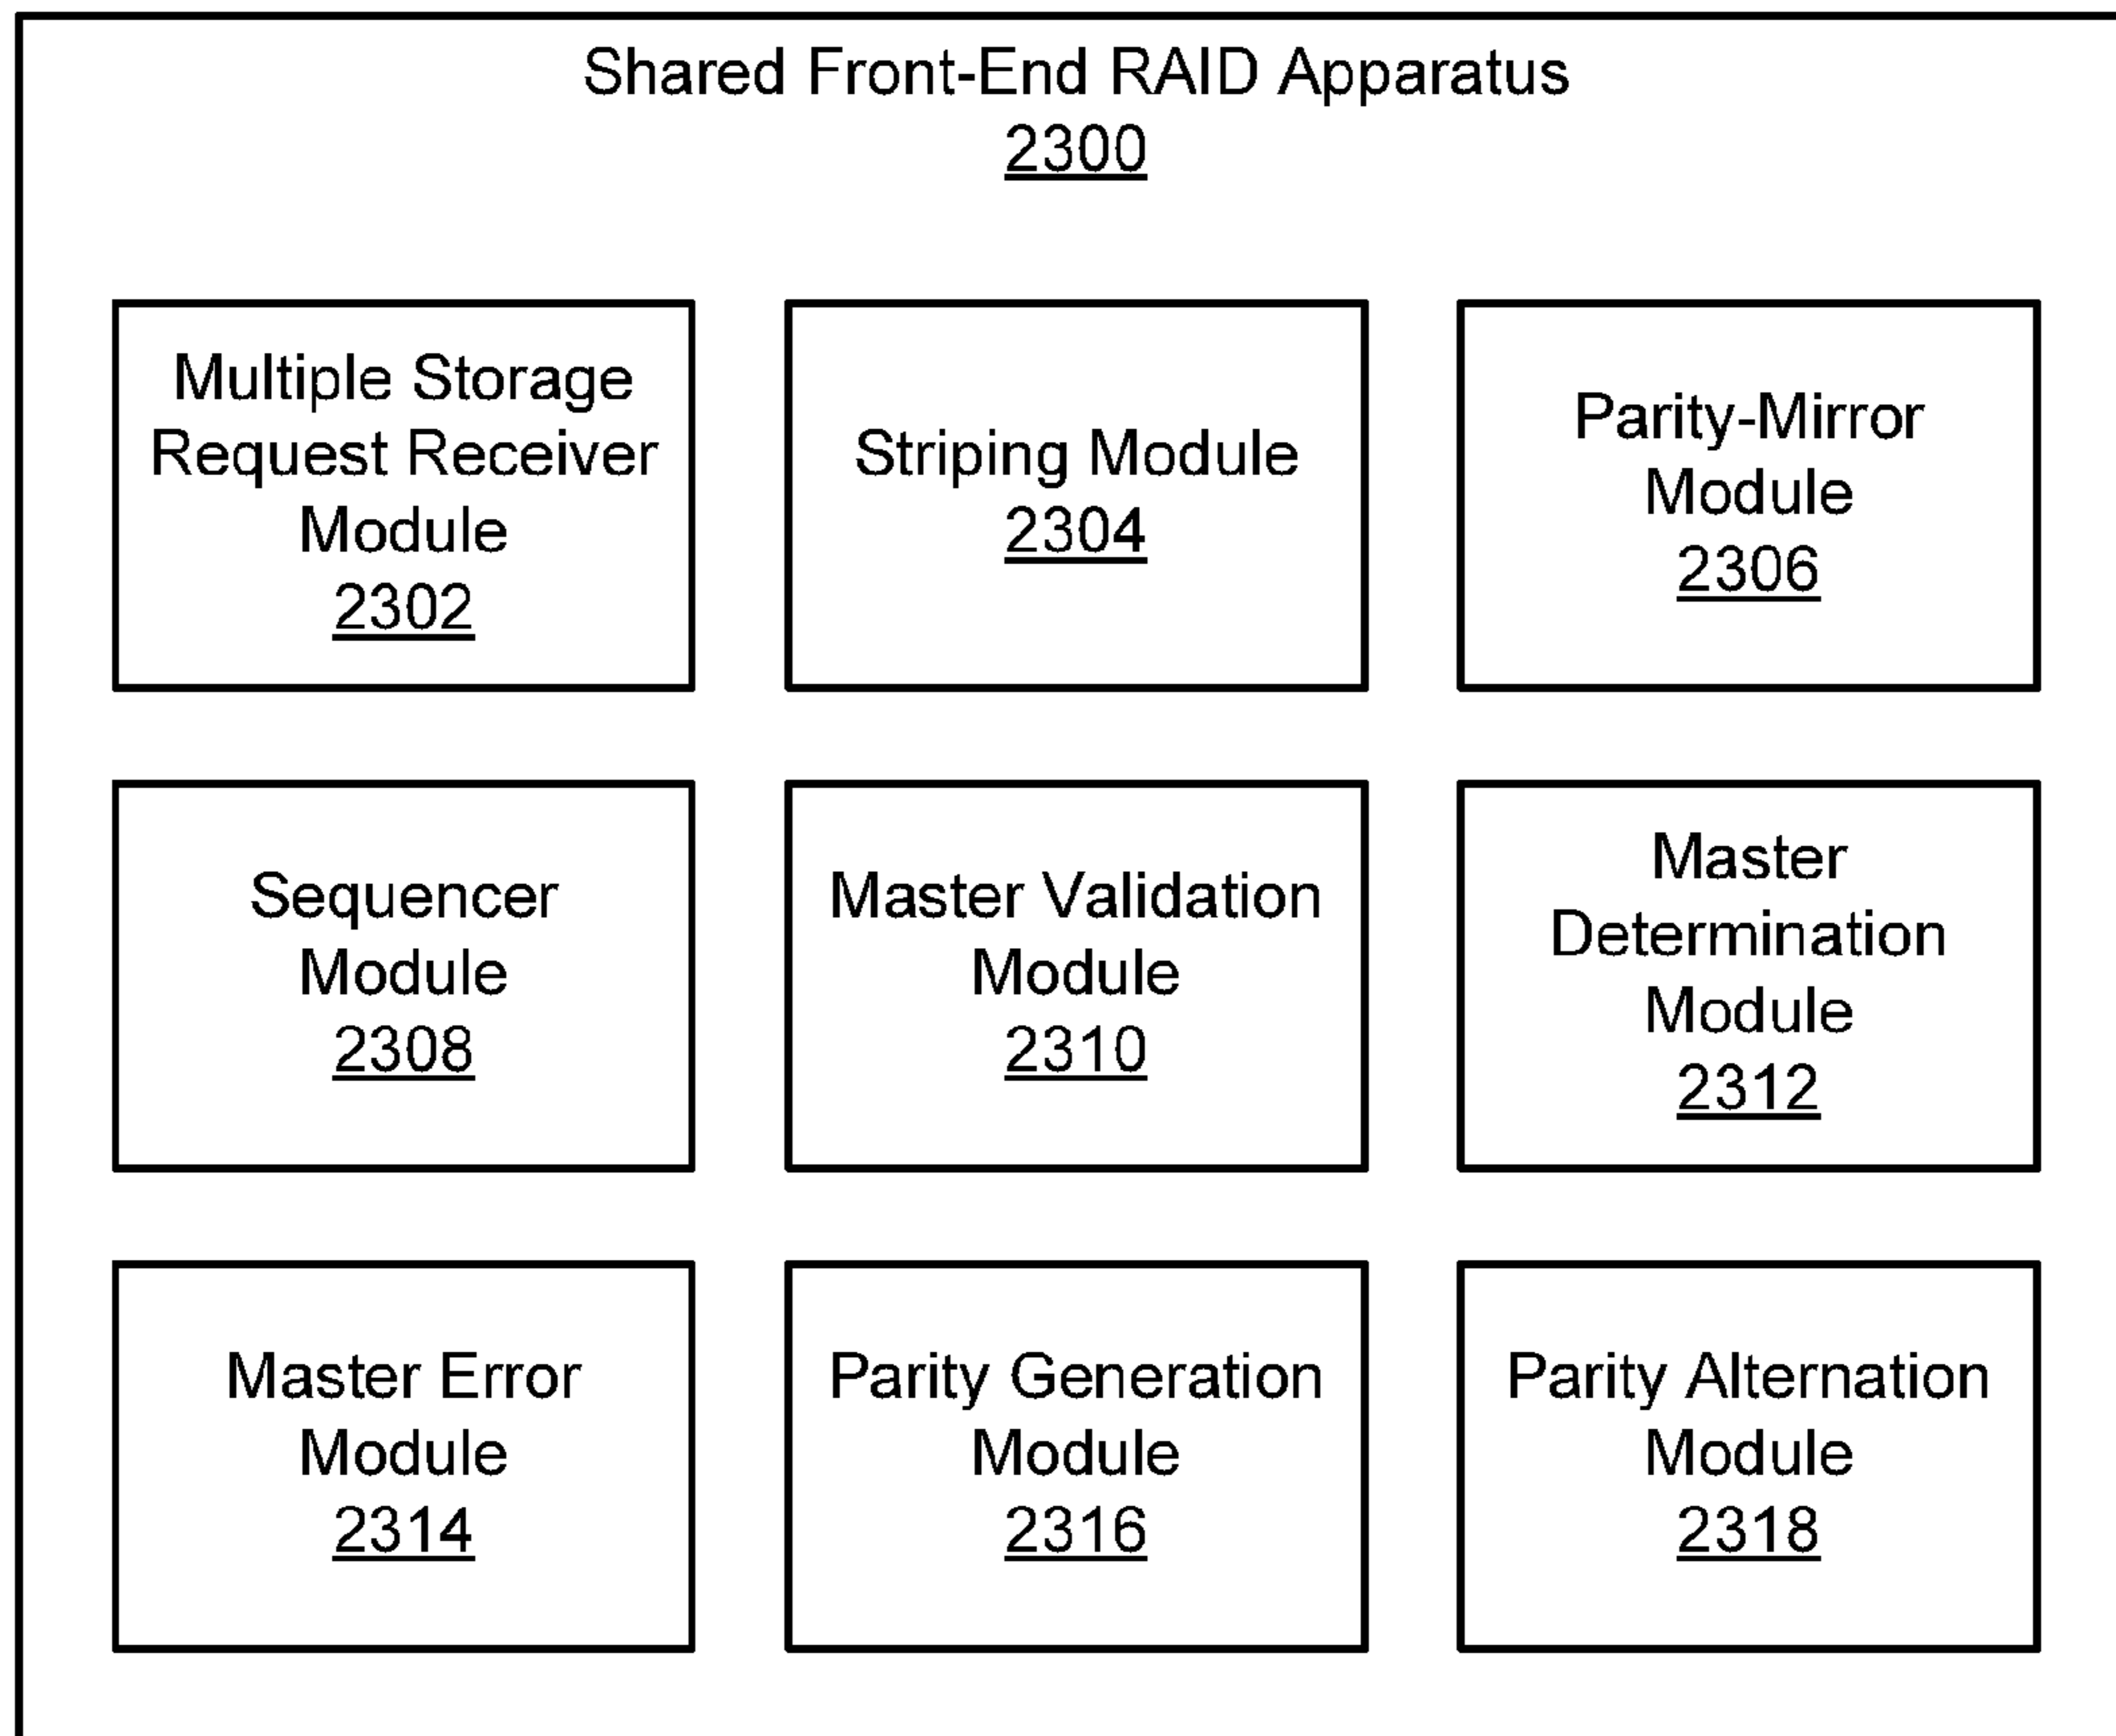 Shared Front-End RAID Apparatus
2300
Multiple Storage
Request Receiver
Module
2302
Striping Module
2304
Parity-Mirror
Module
2306
Sequencer
Module
2308
Master Validation
Module
2310
Master
Determination
Module
2312
Master Error
Module
2314
Parity Generation
Module
2316
Parity Alternation
Module
2318